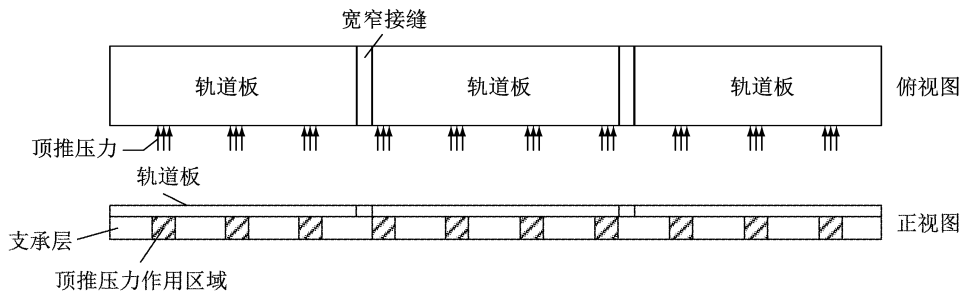 宽窄接缝
轨道板 轨道板 轨道板 俯视图
顶推压力
轨道板
支承层 正视图
顶推压力作用区域